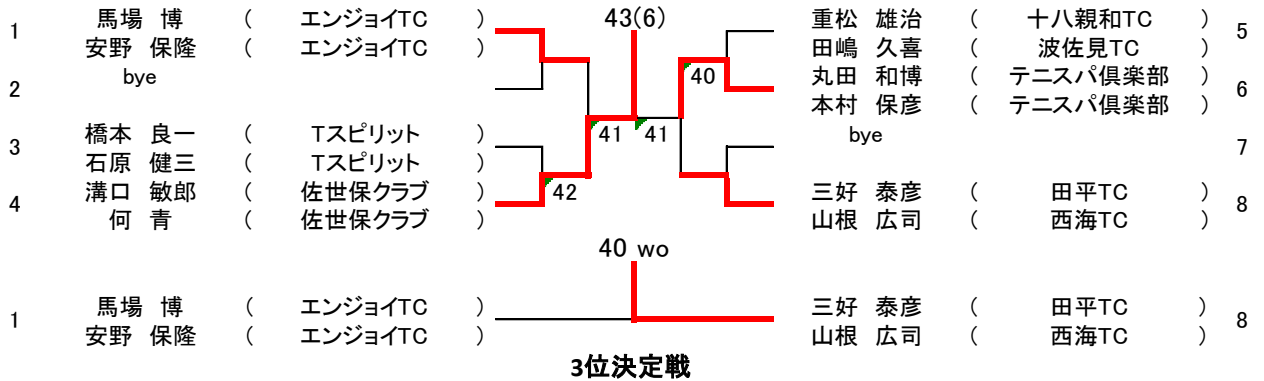 43(6)
1 馬場 博 ( エンジョイTC )
安野 保隆 ( エンジョイTC )
2 bye
3 橋本 良一 ( Tスピリット )
石原 健三 ( Tスピリット )
4 溝口 敏郎 ( 佐世保クラブ )
何 青 ( 佐世保クラブ )
42
41
41
40
重松 雄治 ( 十八親和TC ) 5
田嶋 久喜 ( 波佐見TC )
丸田 和博 ( テニスパ倶楽部 ) 6
本村 保彦 ( テニスパ倶楽部 )
bye 7
三好 泰彦 ( 田平TC ) 8
山根 広司 ( 西海TC )
40 wo
1 馬場 博 ( エンジョイTC )
安野 保隆 ( エンジョイTC )
三好 泰彦 ( 田平TC ) 8
山根 広司 ( 西海TC )
3位決定戦